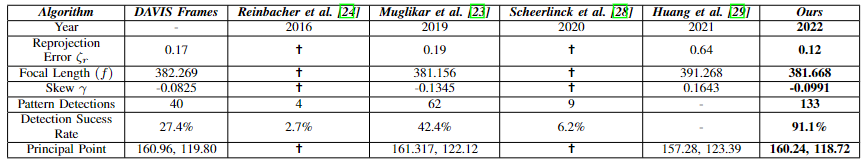 Algorithm DAVIS Frames Reinbacher et al. [24] Muglikar et al. [23] Scheerlinck et al. [28] Huang et al. [29] Ours
Year - 2016 2019 2020 2021 2022
Reprojection
Error ζr 0.17 † 0.19 † 0.64 0.12
Focal Length (f) 382.269 † 381.156 † 391.268 381.668
Skew γ -0.0825 † -0.1345 † 0.1643 -0.0991
Pattern Detections 40 4 62 9 - 133
Detection Sucess
Rate 27.4% 2.7% 42.4% 6.2% - 91.1%
Principal Point 160.96, 119.80 † 161.317, 122.12 † 157.28, 123.39 160.24, 118.72